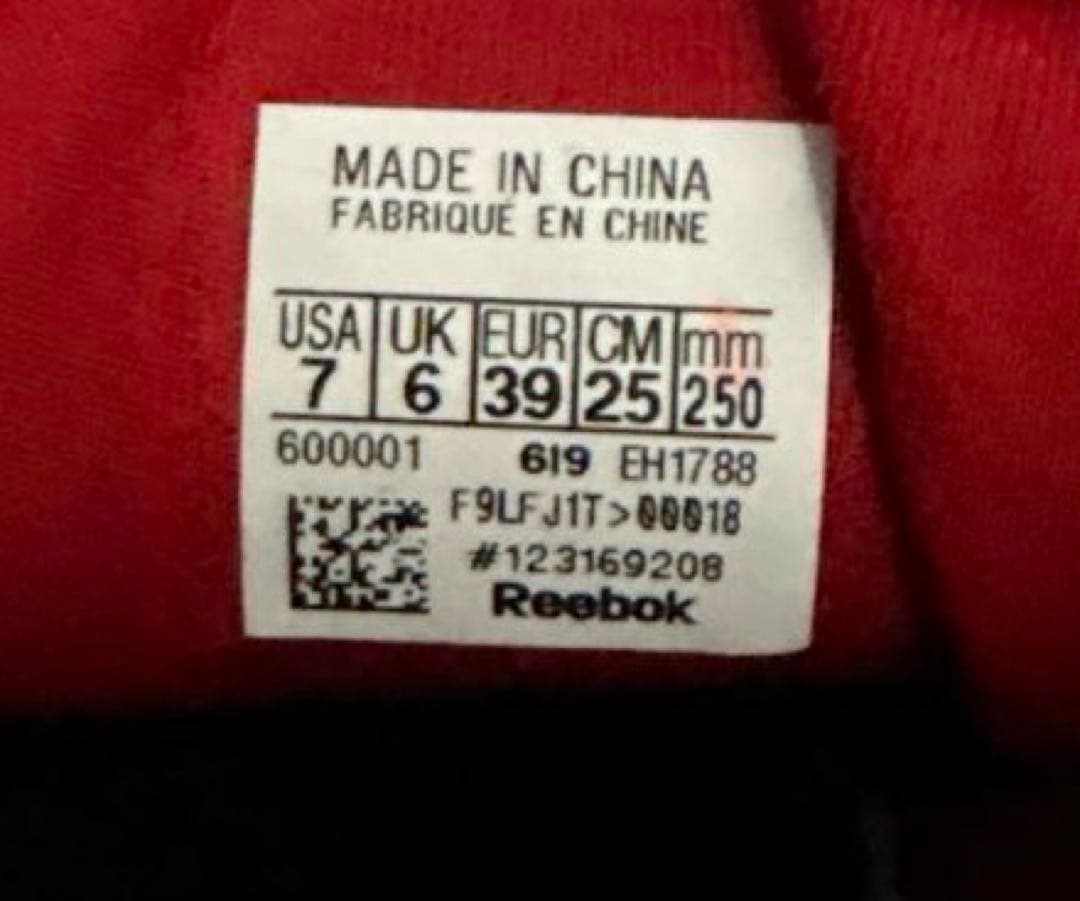 MADE IN CHINA
FABRIQUE EN CHINE
USA UK EUR CM mm
7 6 39 25 250
600001 619 EH1788
F9LFJ1T>00018
#123169208
Reebok